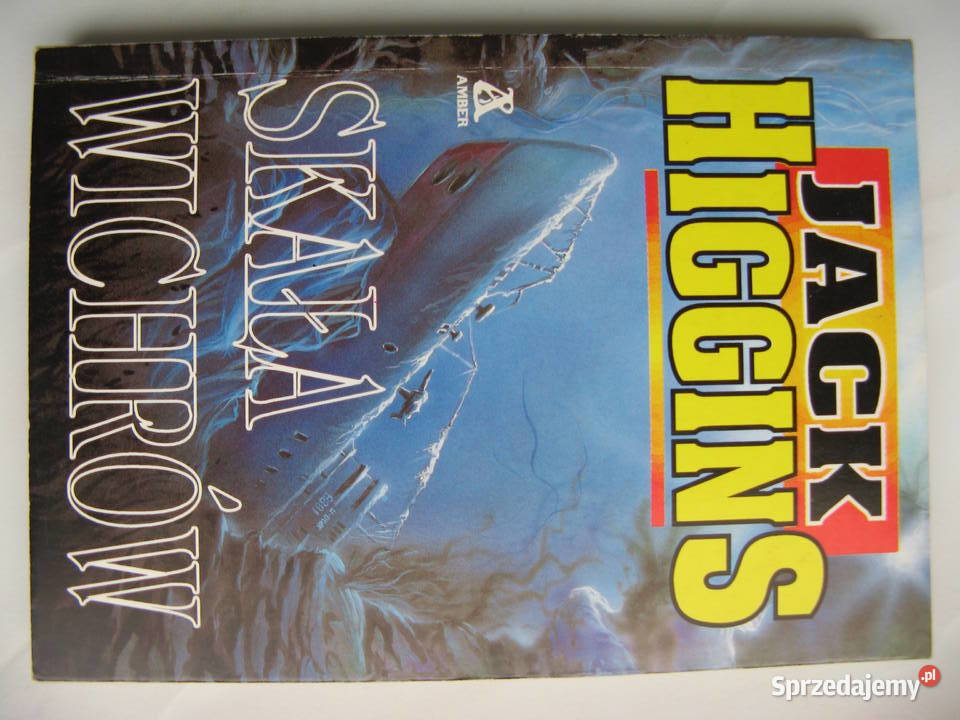 JACK
HIGGINS
AMBER
SKAŁA
WICHRÓW
Sprzedajemy.pl